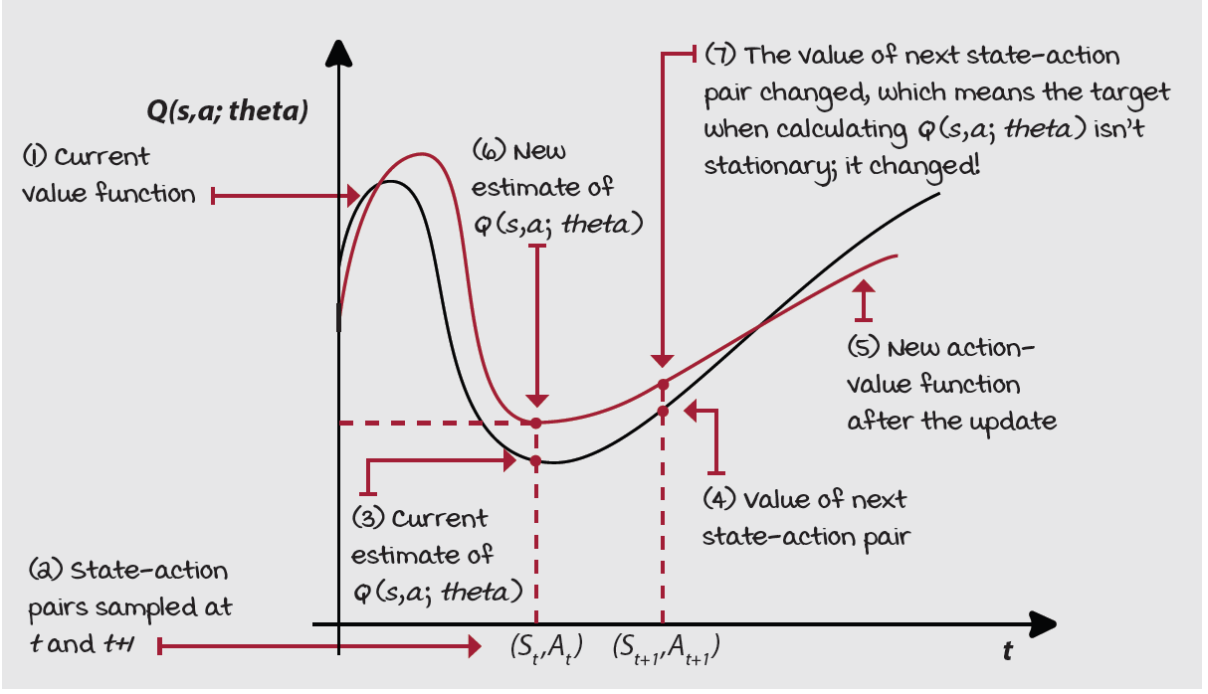 Q(s,a; theta)
(1) Current
value function
(6) New
estimate of
Q(s,a; theta)
(7) The value of next state-action
pair changed, which means the target
when calculating Q(s,a; theta) isn't
stationary; it changed!
(5) New action-
value function
after the update
(4) Value of next
state-action pair
(3) Current
estimate of
Q(s,a; theta)
(2) State-action
pairs sampled at
t and t+1
(St,At)
(St+1,At+1)
t